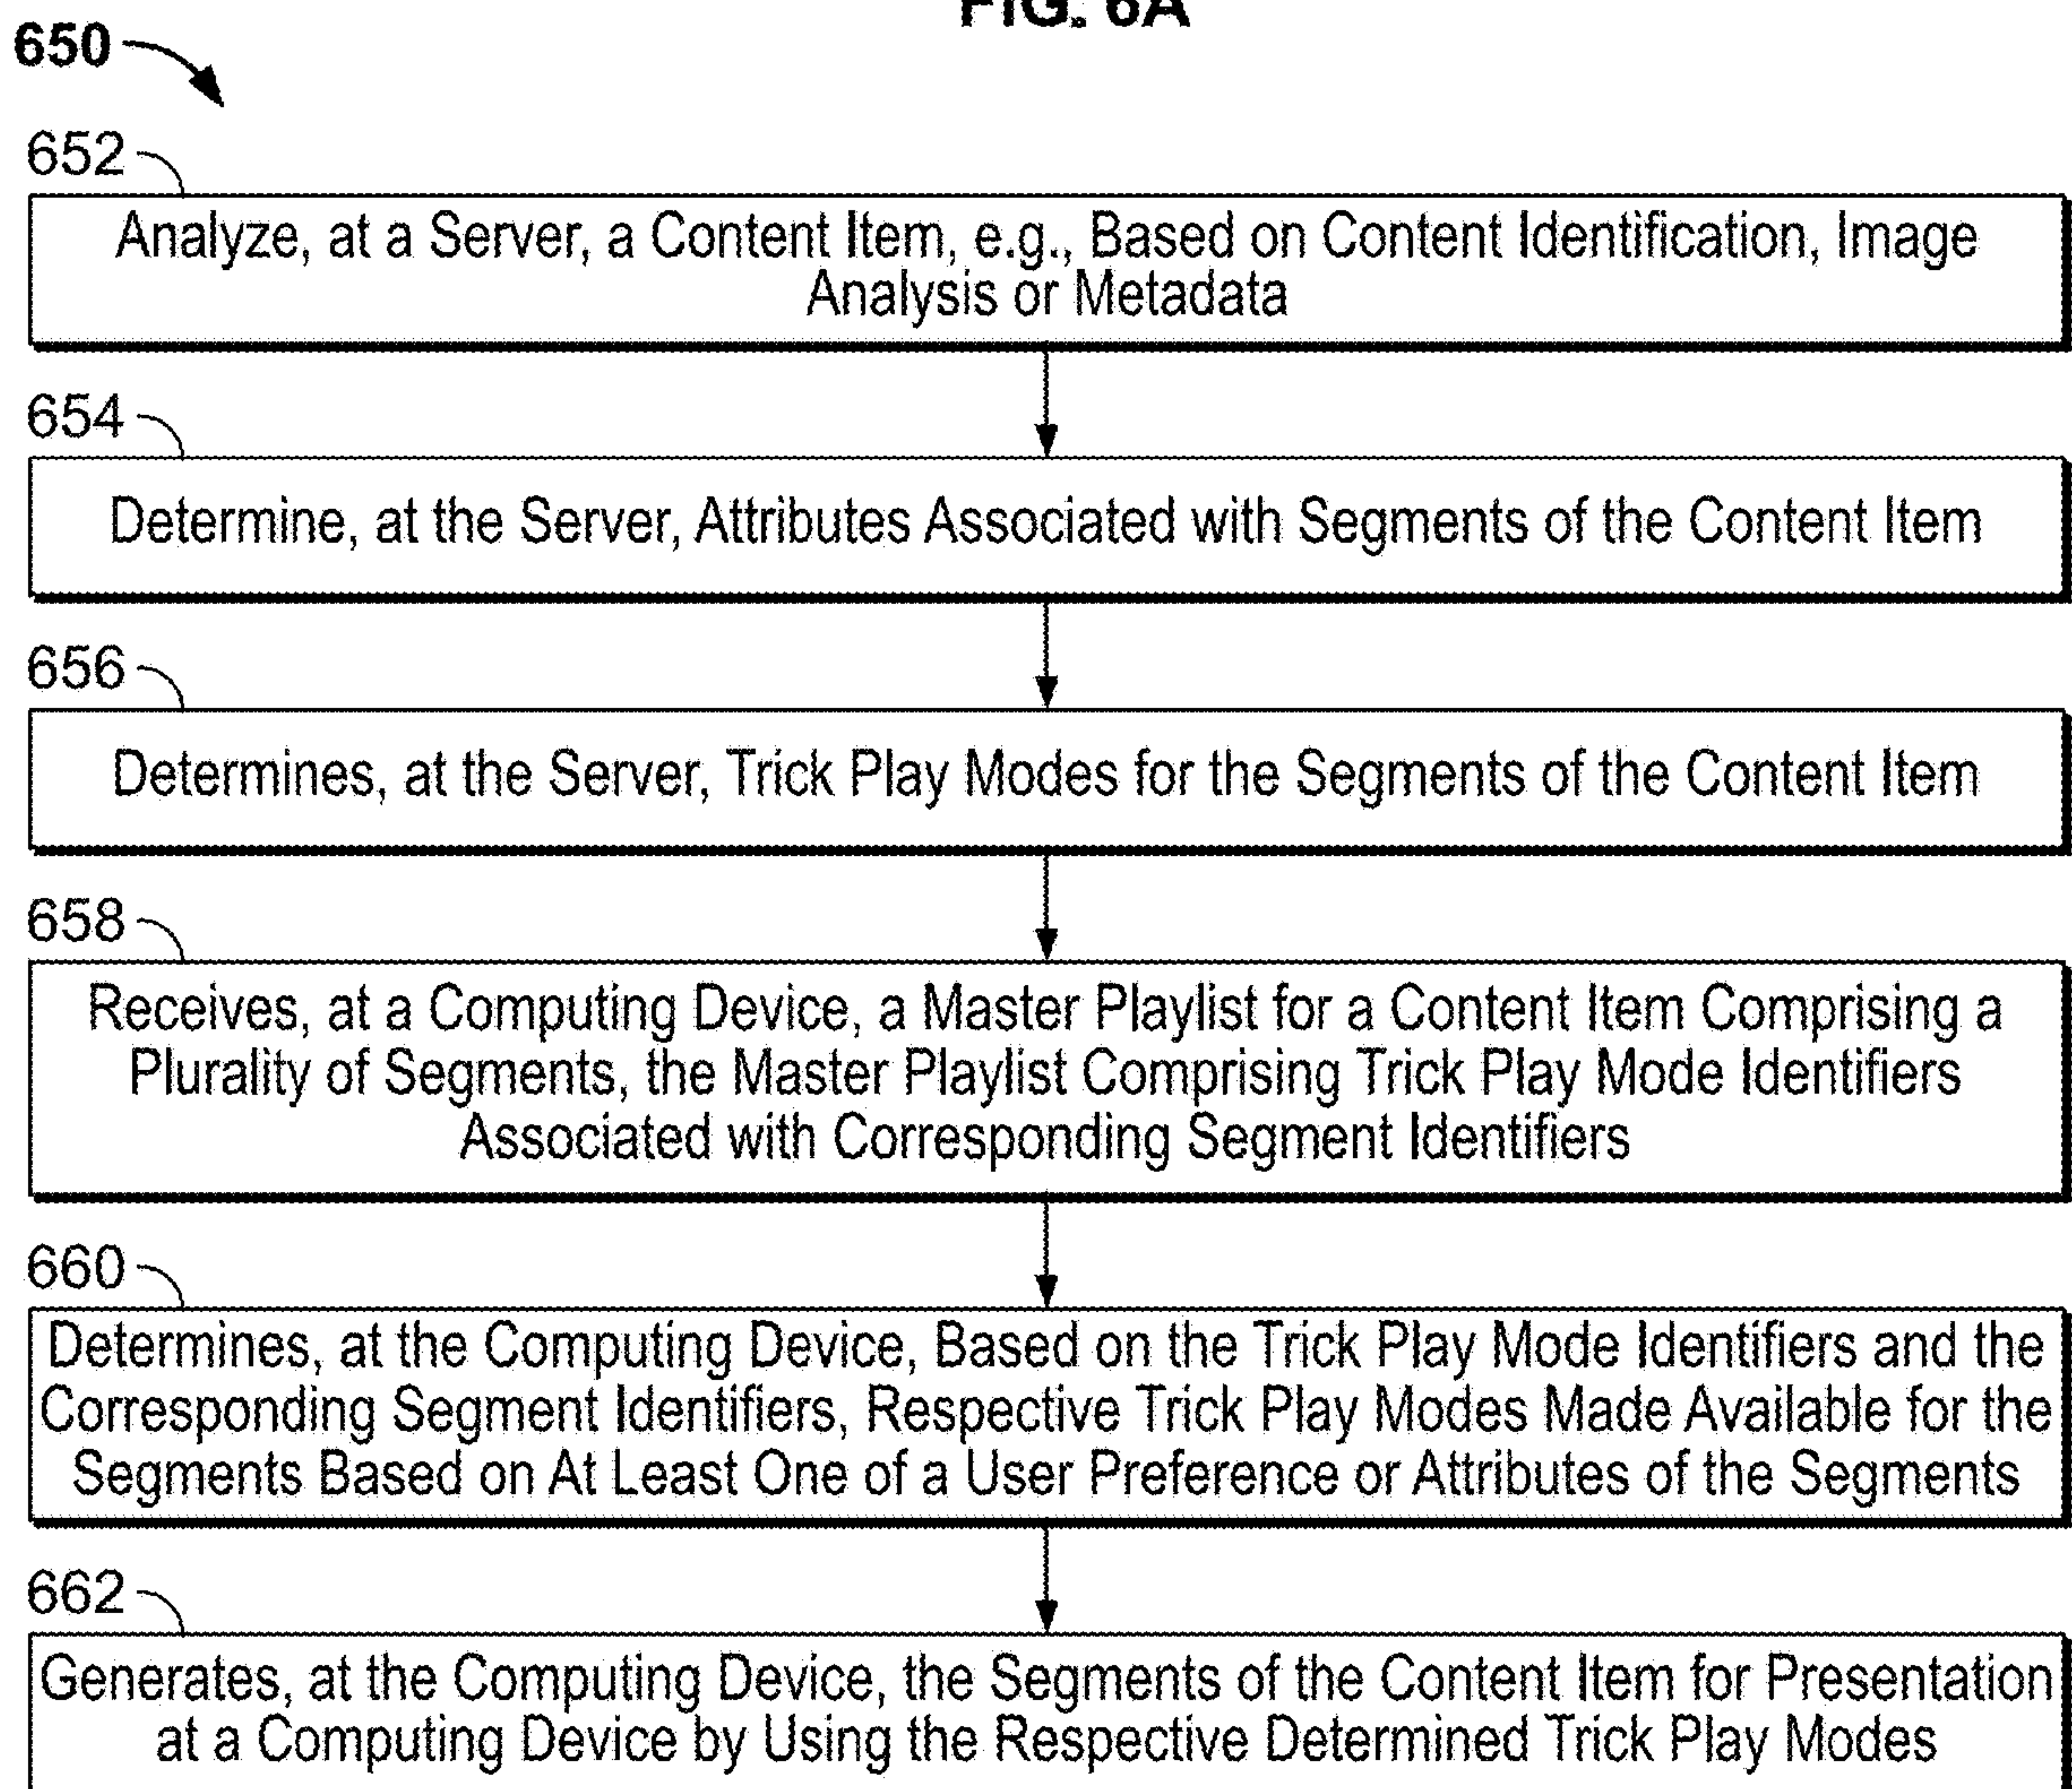 FIG. 6A
650
652
Analyze, at a Server, a Content Item, e.g., Based on Content Identification, Image
Analysis or Metadata
654
Determine, at the Server, Attributes Associated with Segments of the Content Item
656
Determines, at the Server, Trick Play Modes for the Segments of the Content Item
658
Receives, at a Computing Device, a Master Playlist for a Content Item Comprising a
Plurality of Segments, the Master Playlist Comprising Trick Play Mode Identifiers
Associated with Corresponding Segment Identifiers
660
Determines, at the Computing Device, Based on the Trick Play Mode Identifiers and the
Corresponding Segment Identifiers, Respective Trick Play Modes Made Available for the
Segments Based on At Least One of a User Preference or Attributes of the Segments
662
Generates, at the Computing Device, the Segments of the Content Item for Presentation
at a Computing Device by Using the Respective Determined Trick Play Modes